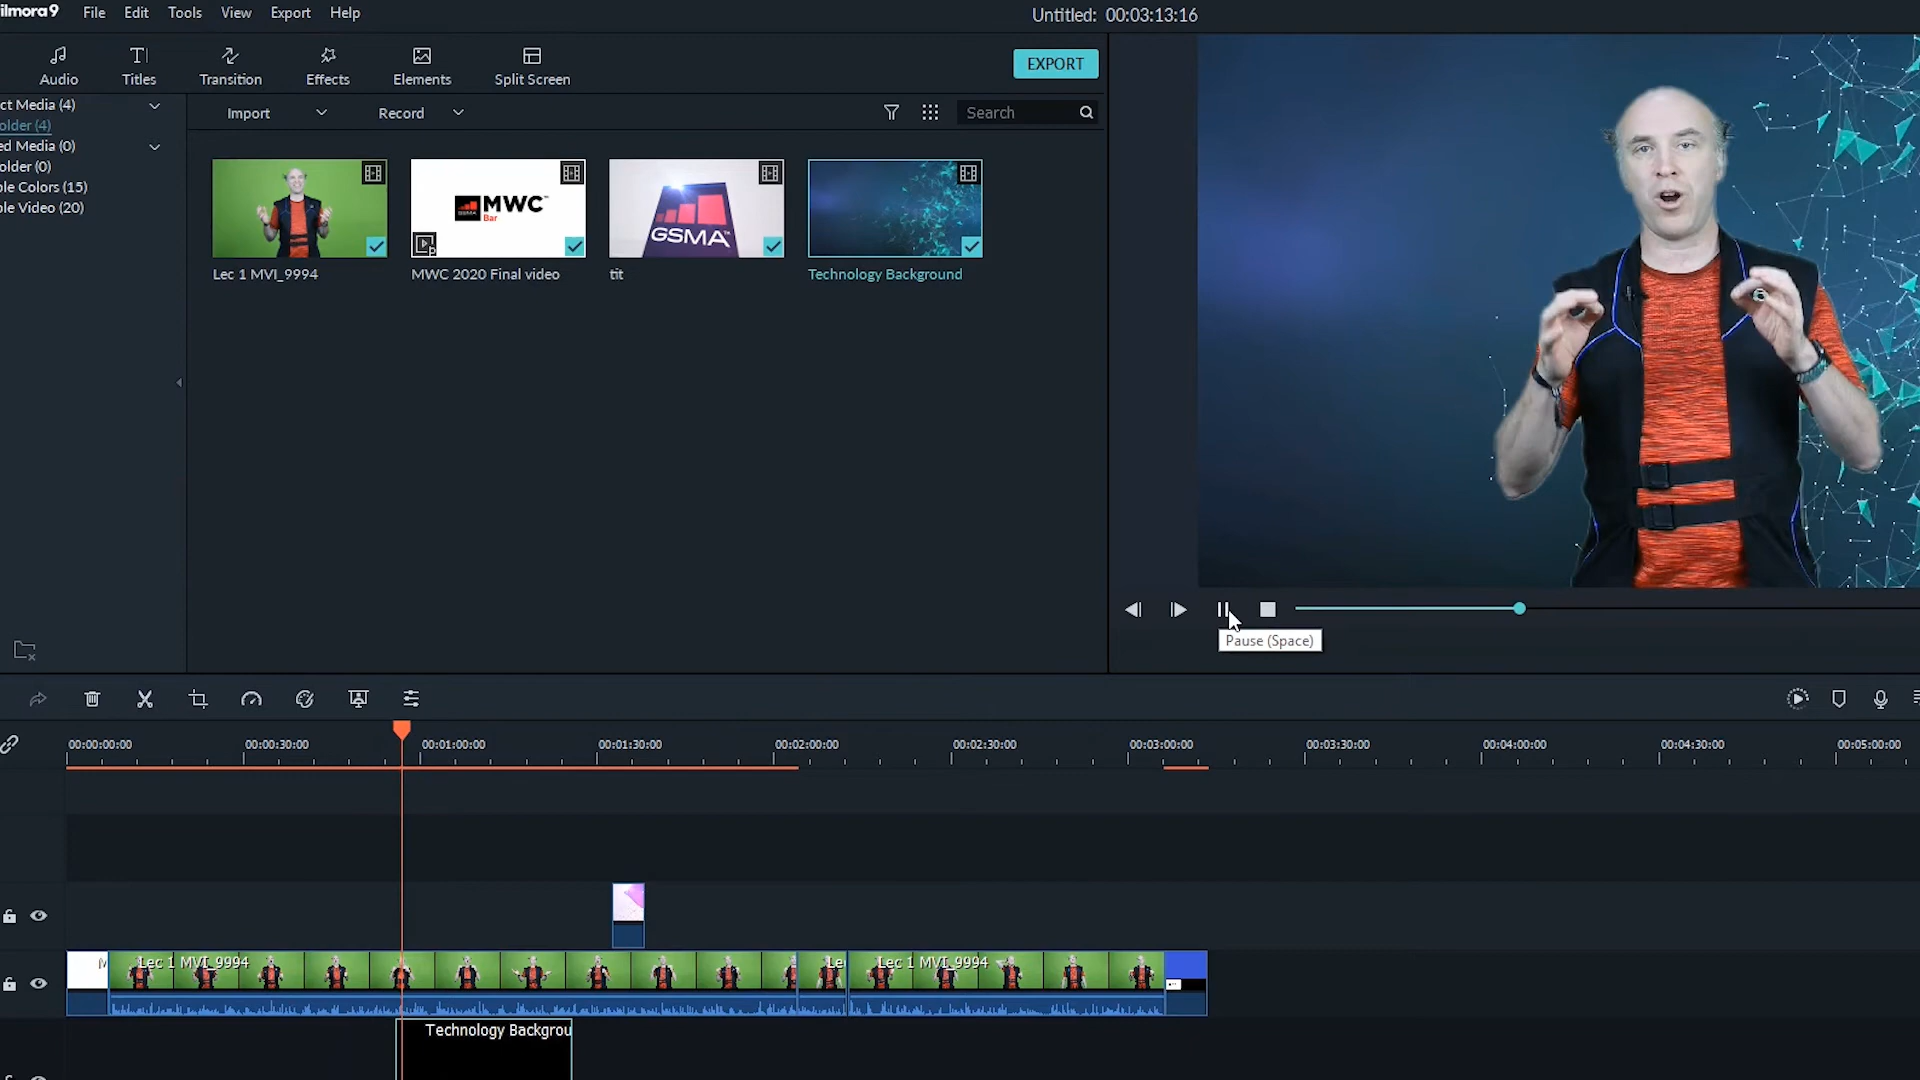 ilmora9 File Edit Tools View Export Help Untitled: 00:03:13:16
Audio Titles Transition Effects Elements Split Screen EXPORT
ct Media (4)
older (4)
ed Media (0)
older (0)
ple Colors (15)
ple Video (20)
Import Record Search
MWC
Bar
GSMA
Lec 1 MVI_9994 MWC 2020 Final video tit Technology Background
Pause (Space)
00:00:00:00 00:00:30:00 00:01:00:00 00:01:30:00 00:02:00:00 00:02:30:00 00:03:00:00 00:03:30:00 00:04:00:00 00:04:30:00 00:05:00:00
Lec 1 MVI_9994 Le Lec 1 MVI_9994
Technology Backgrou